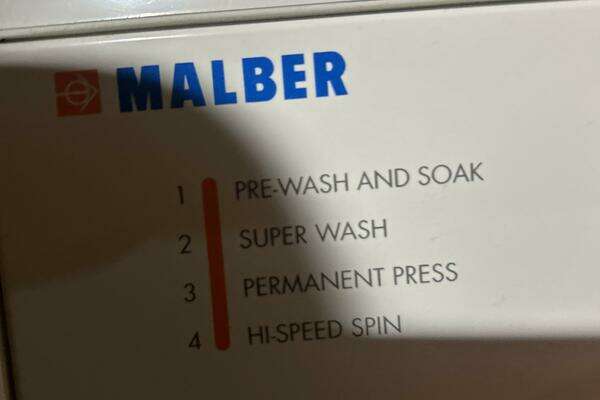 MALBER
1 PRE-WASH AND SOAK
2 SUPER WASH
3 PERMANENT PRESS
4 HI-SPEED SPIN